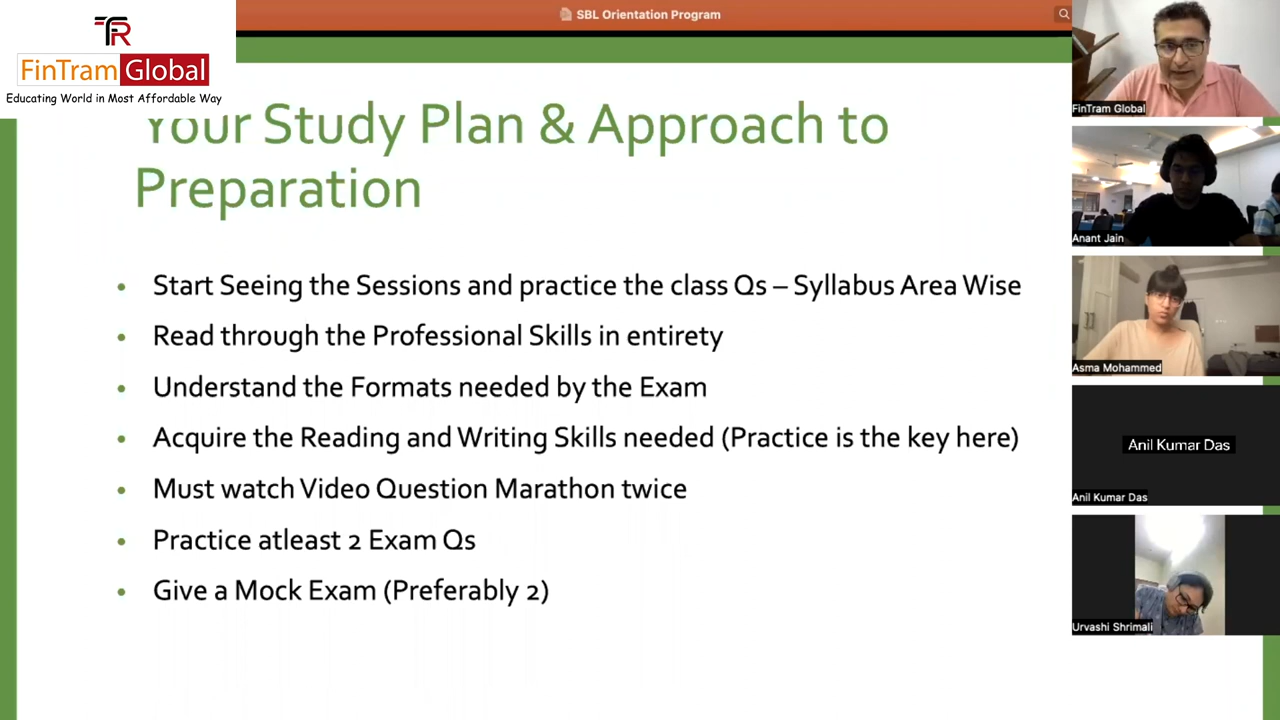 SBL Orientation Program
TR
FinTram Global
Educating World in Most Affordable Way
Your Study Plan & Approach to
Preparation
• Start Seeing the Sessions and practice the class Qs – Syllabus Area Wise
• Read through the Professional Skills in entirety
• Understand the Formats needed by the Exam
• Acquire the Reading and Writing Skills needed (Practice is the key here)
• Must watch Video Question Marathon twice
• Practice atleast 2 Exam Qs
• Give a Mock Exam (Preferably 2)
FinTram Global
Anant Jain
Asma Mohammed
Anil Kumar Das
Anil Kumar Das
Urvashi Shrimali